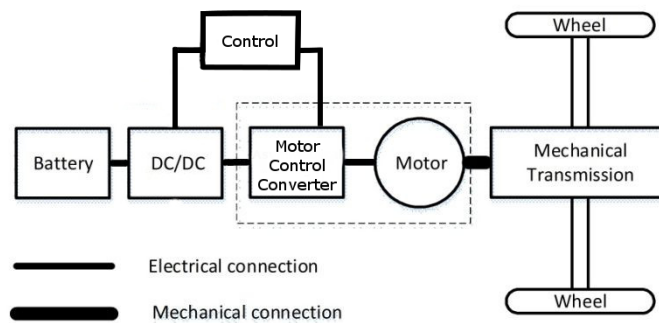 Wheel
Control
Battery
DC/DC
Motor
Control
Converter
Motor
Mechanical
Transmission
Electrical connection
Wheel
Mechanical connection